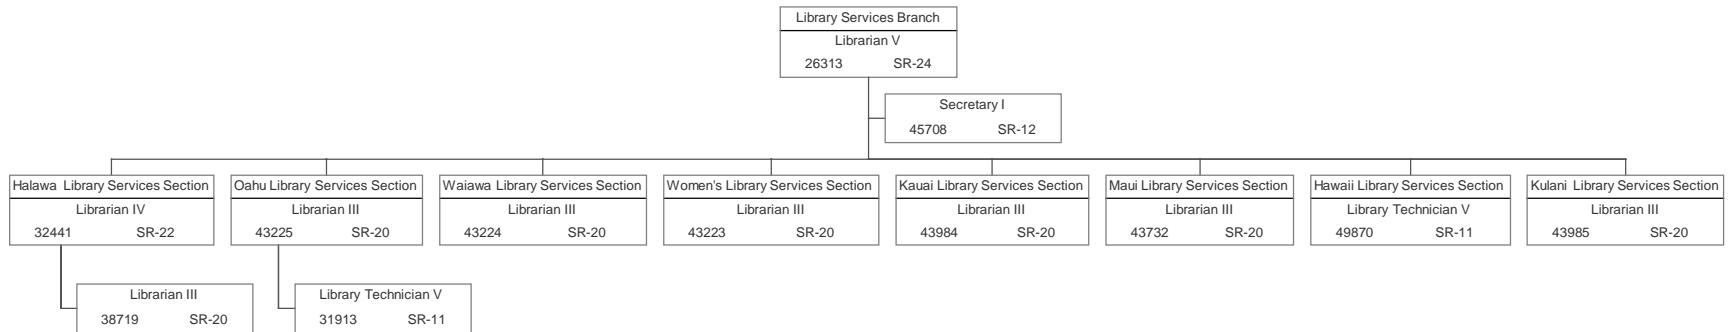 Library Services Branch
Librarian V
26313 SR-24
Secretary I
45708 SR-12
Halawa Library Services Section
Librarian IV
32441 SR-22
Oahu Library Services Section
Librarian III
43225 SR-20
Waiawa Library Services Section
Librarian III
43224 SR-20
Women's Library Services Section
Librarian III
43223 SR-20
Kauai Library Services Section
Librarian III
43984 SR-20
Maui Library Services Section
Librarian III
43732 SR-20
Hawaii Library Services Section
Library Technician V
49870 SR-11
Kulani Library Services Section
Librarian III
43985 SR-20
Librarian III
38719 SR-20
Library Technician V
31913 SR-11